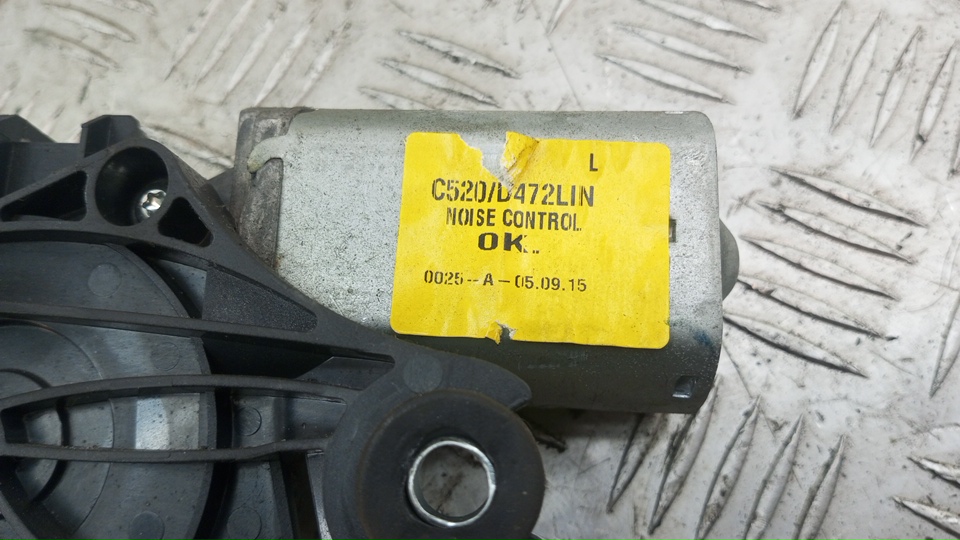 L
C520/D472LIN
NOISE CONTROL
OK..
0025--A-05.09.15